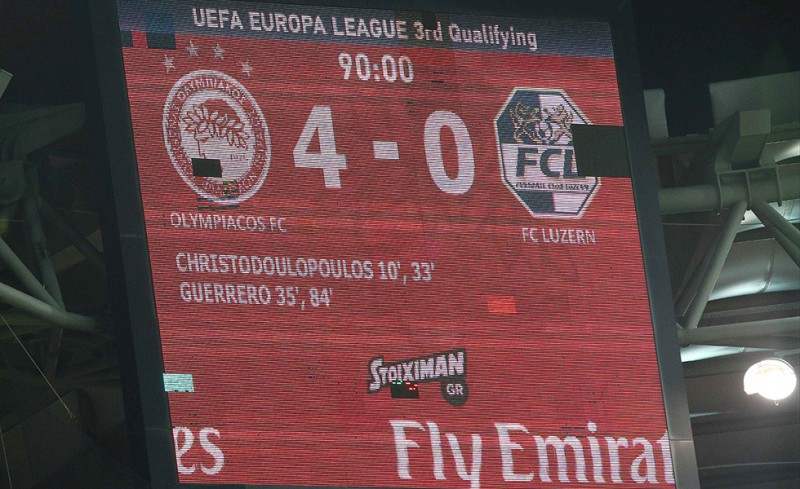 UEFA EUROPA LEAGUE 3rd Qualifying
90:00
4 - 0
FCL
OLYMPIACOS FC
FC LUZERN
CHRISTODOULOPOULOS 10', 33'
GUERRERO 35', 84'
STOIXIMAN
GR
es
Fly Emirat